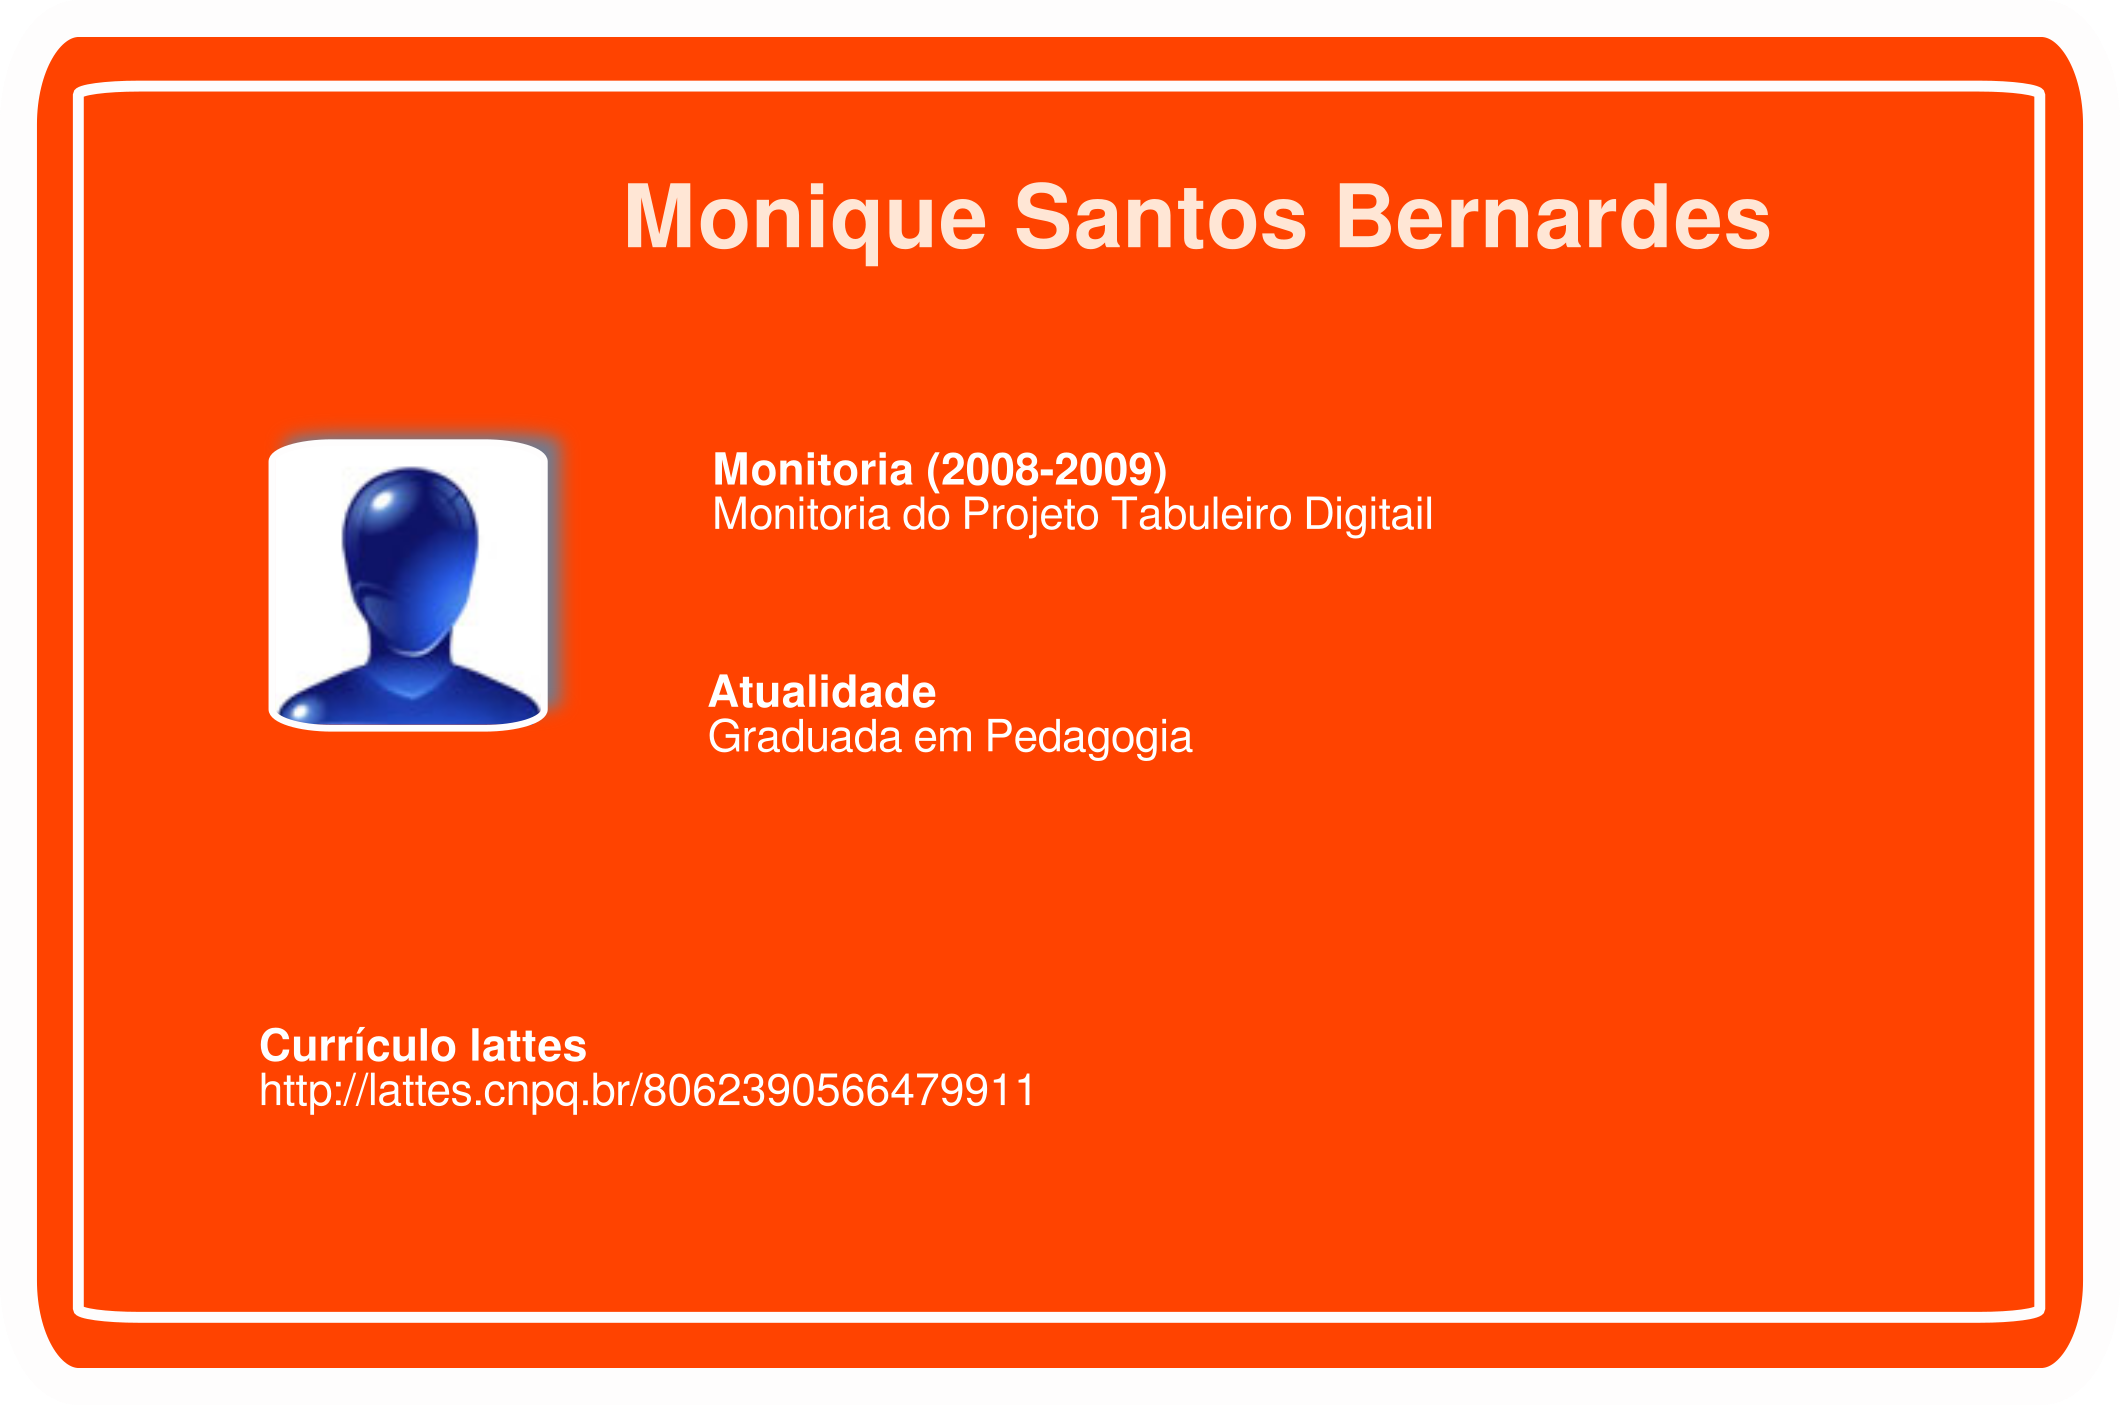 Monique Santos Bernardes
Monitoria (2008-2009)
Monitoria do Projeto Tabuleiro Digitail
Atualidade
Graduada em Pedagogia
Currículo lattes
http://lattes.cnpq.br/8062390566479911